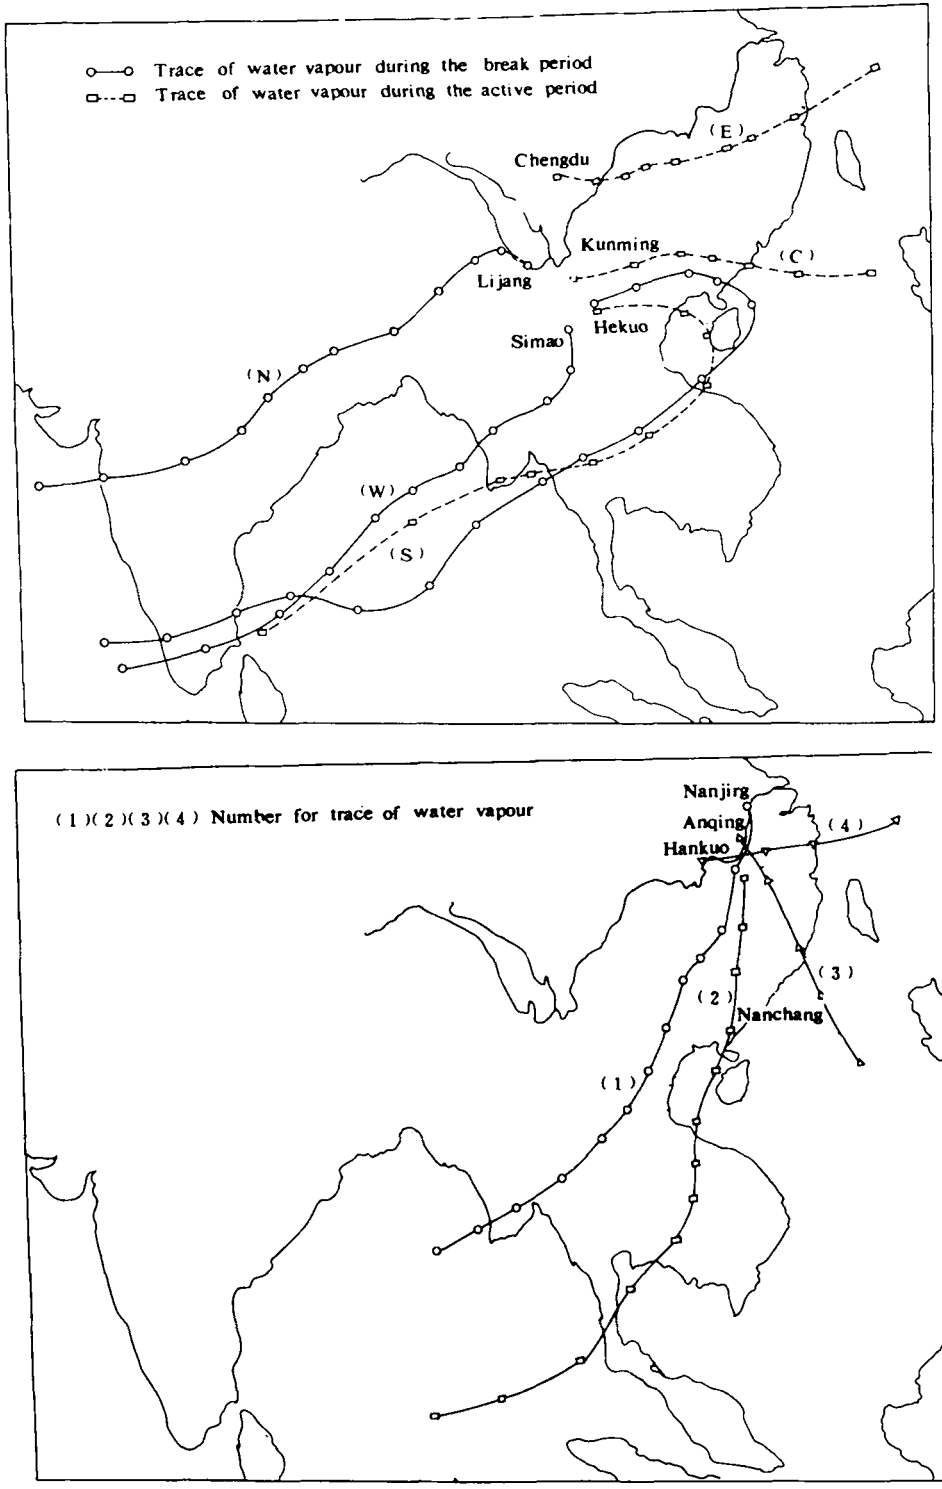 Trace of water vapour during the break period
Trace of water vapour during the active period
(E)
Chengdu
Kunming
(C)
Lijang
Hekuo
Simao
(N)
(W)
(S)
Nanjirg
(1)(2)(3)(4) Number for trace of water vapour
Anqing
(4)
Hankuo
(3)
(2)
Nanchang
(1)